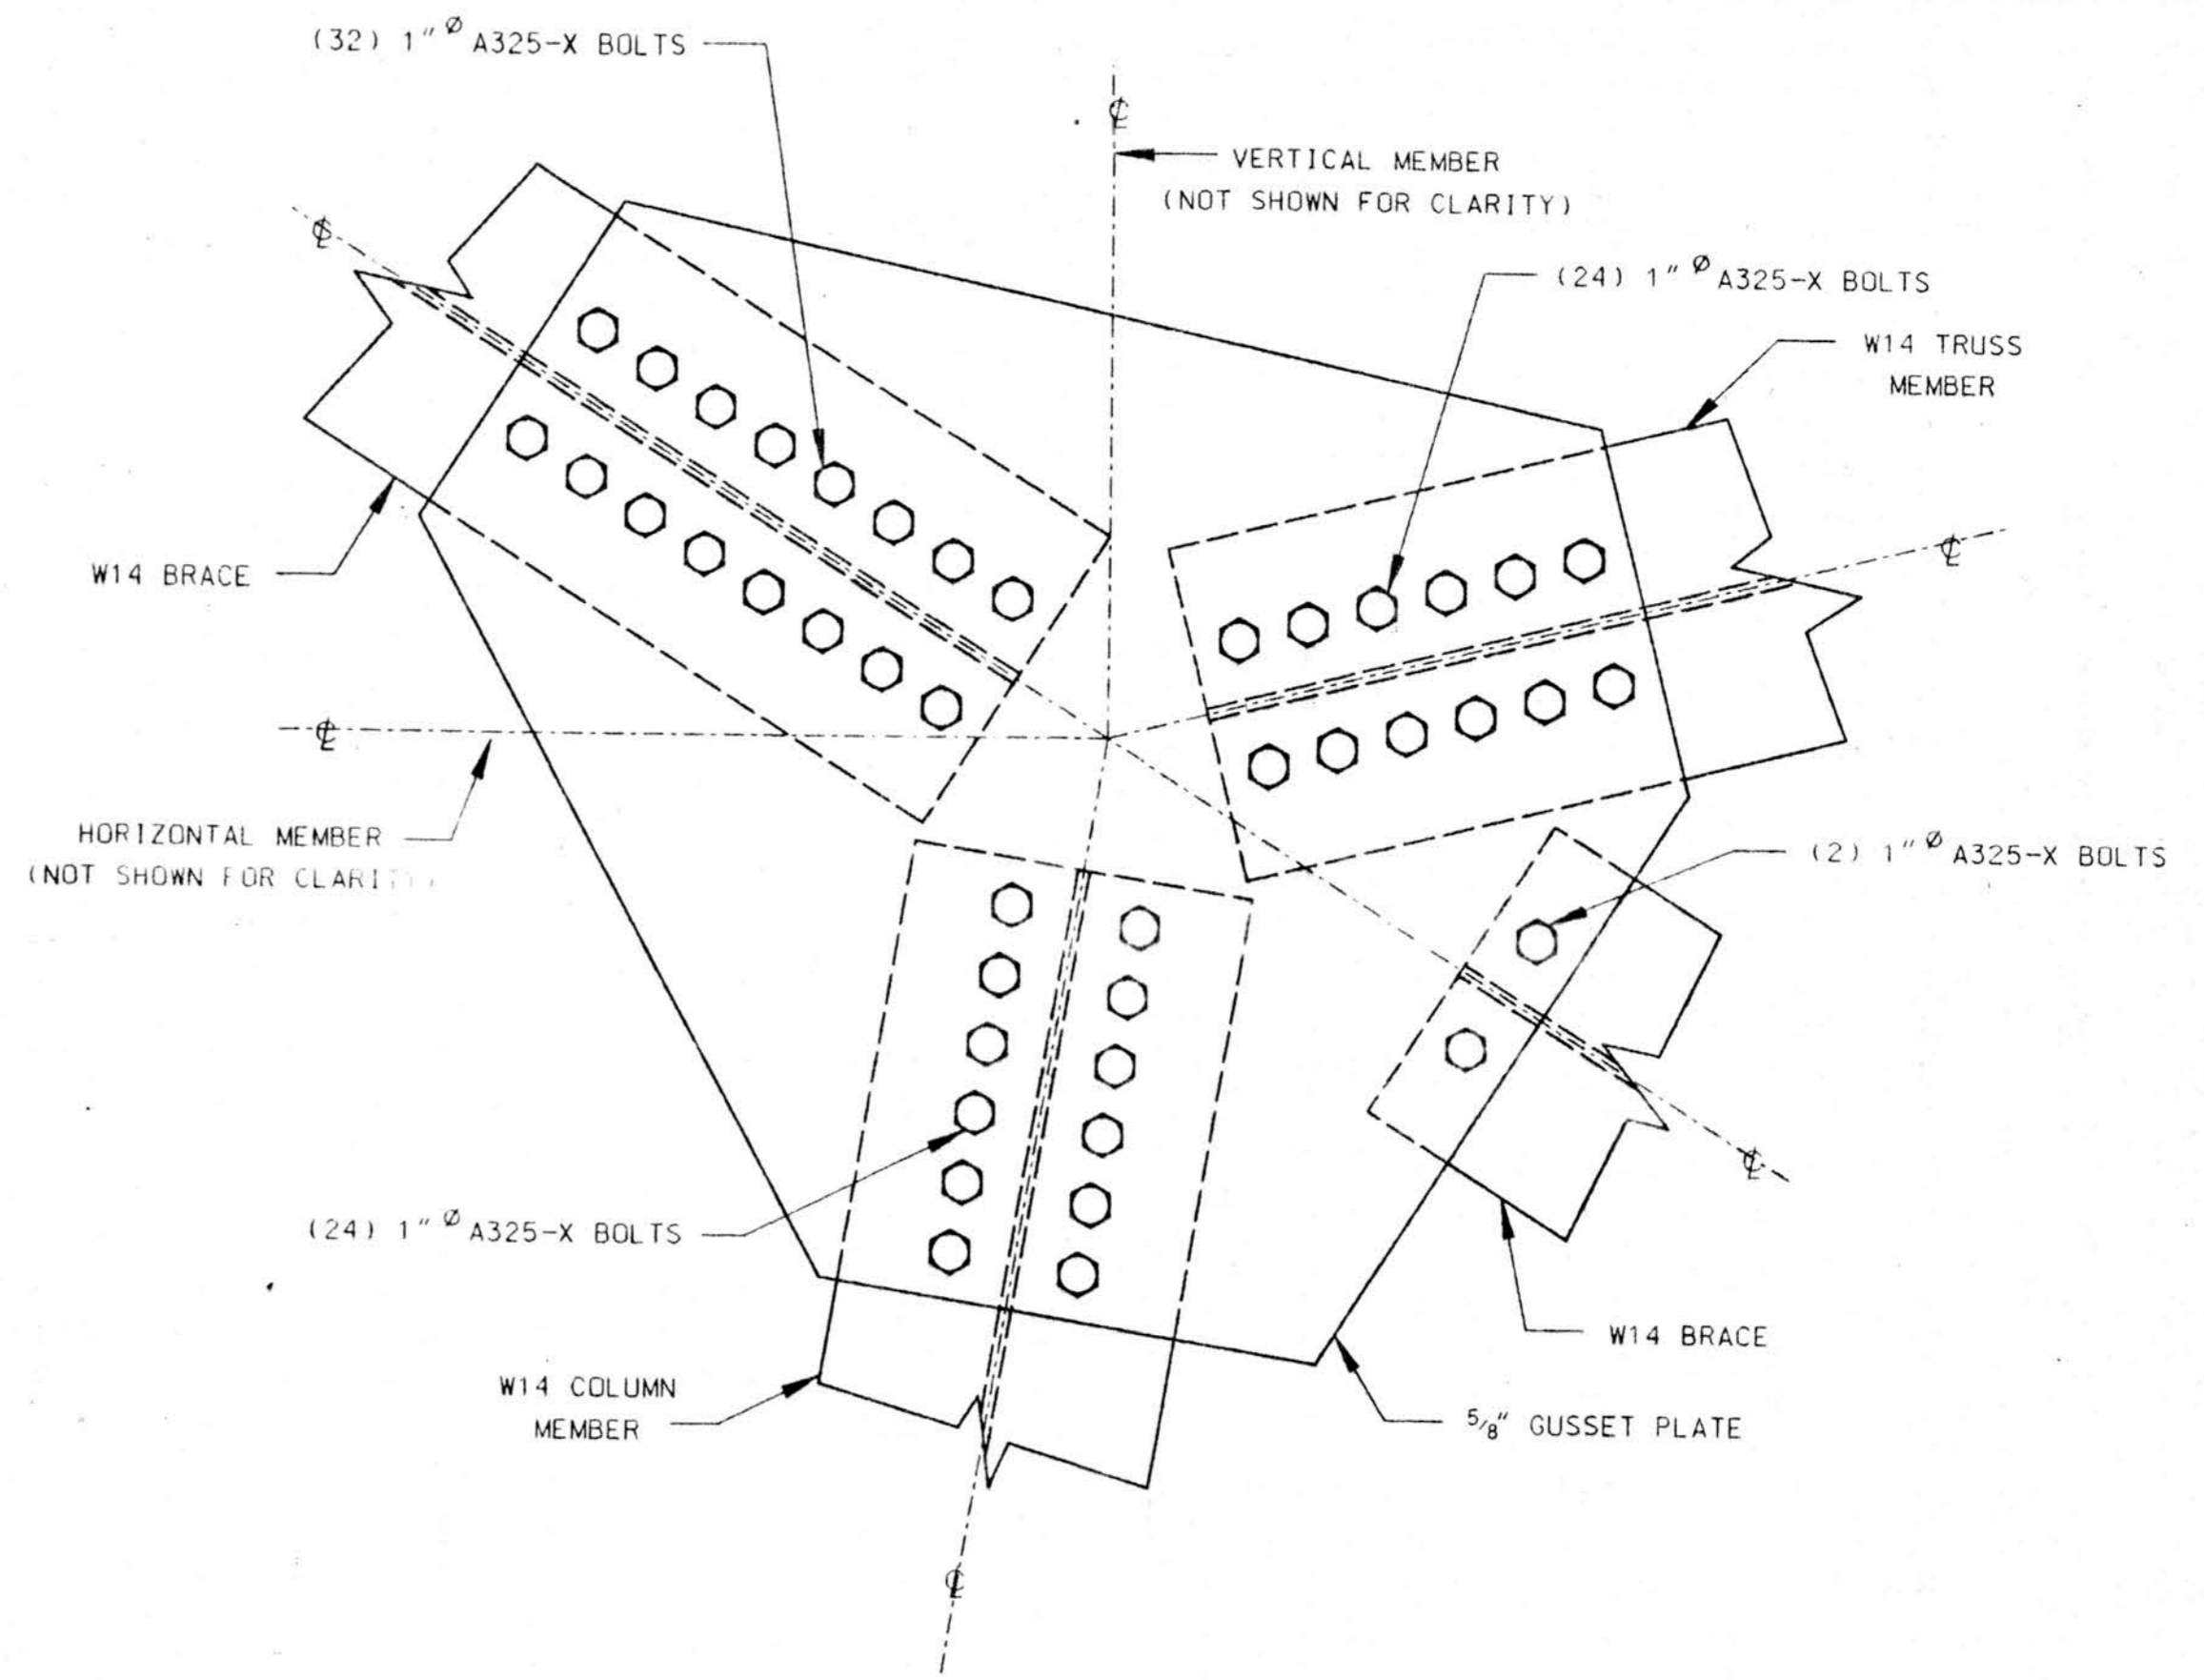 (32) 1"ø A325-X BOLTS
℄
VERTICAL MEMBER
(NOT SHOWN FOR CLARITY)
℄
(24) 1"ø A325-X BOLTS
W14 TRUSS
MEMBER
℄
W14 BRACE
℄
HORIZONTAL MEMBER
(NOT SHOWN FOR CLARITY)
(2) 1"ø A325-X BOLTS
℄
(24) 1"ø A325-X BOLTS
W14 BRACE
W14 COLUMN
MEMBER
5/8" GUSSET PLATE
℄